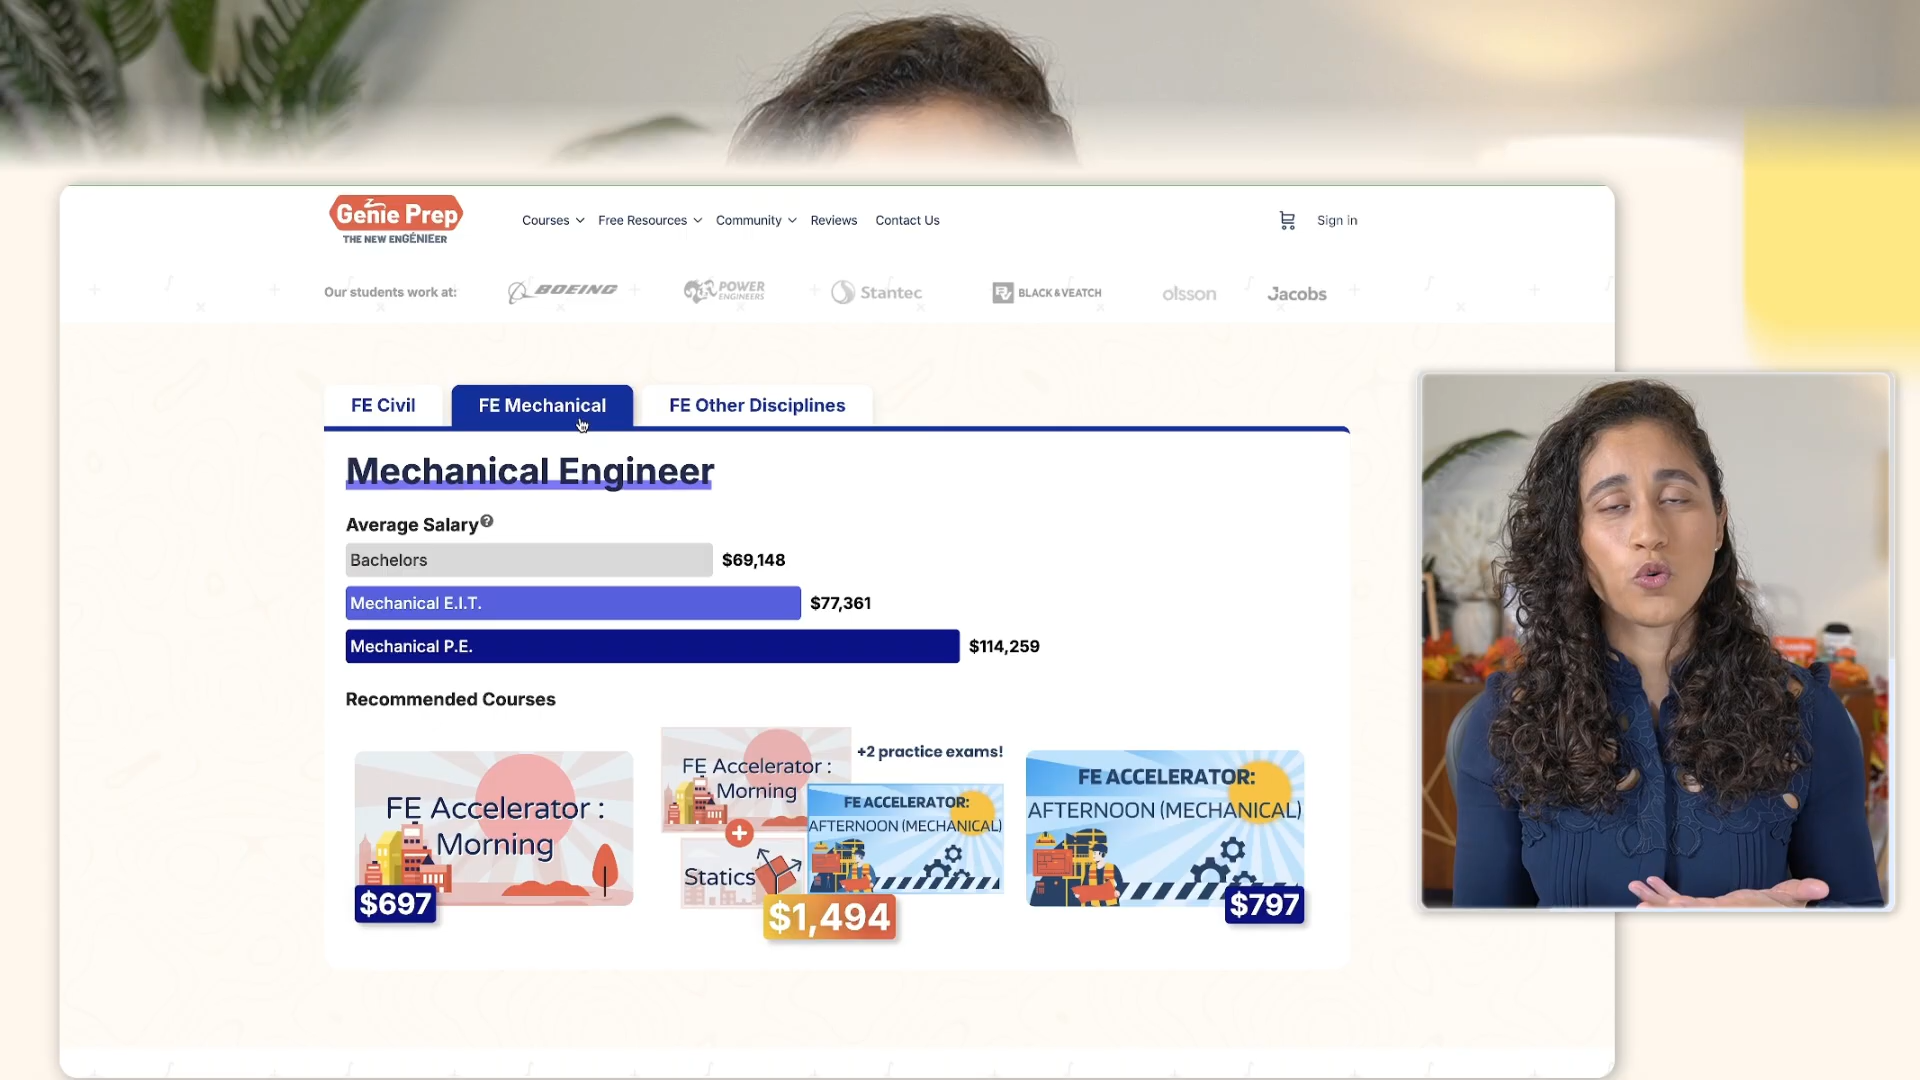 Genie Prep
THE NEW ENGÉNIEER
Courses
Free Resources
Community
Reviews
Contact Us
Sign in
Our students work at:
BOEING
POWER
ENGINEERS
Stantec
BV
BLACK & VEATCH
olsson
Jacobs
FE Civil
FE Mechanical
FE Other Disciplines
Mechanical Engineer
Average Salary?
Bachelors
$69,148
Mechanical E.I.T.
$77,361
Mechanical P.E.
$114,259
Recommended Courses
FE Accelerator :
Morning
$697
FE Accelerator :
Morning
+2 practice exams!
+
Statics
FE ACCELERATOR:
AFTERNOON (MECHANICAL)
$1,494
FE ACCELERATOR:
AFTERNOON (MECHANICAL)
$797